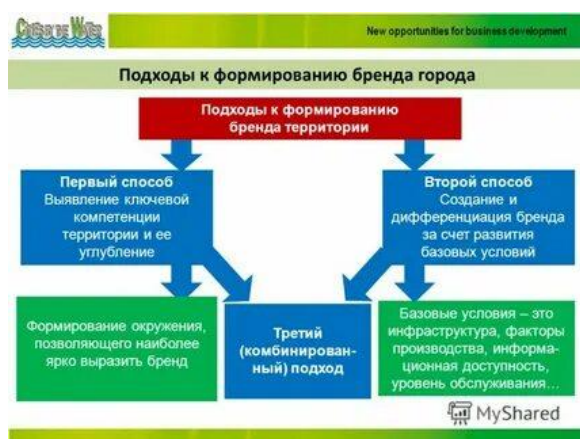 New opportunities for business development
Подходы к формированию бренда города
Подходы к формированию
бренда территории
Первый способ
Выявление ключевой
компетенции
территории и ее
углубление
Второй способ
Создание и
дифференциация бренда
за счет развития
базовых условий
Формирование окружения,
позволяющего наиболее
ярко выразить бренд
Третий
(комбинирован-
ный) подход
Базовые условия – это
инфраструктура, факторы
производства, информа-
ционная доступность,
уровень обслуживания...
MyShared